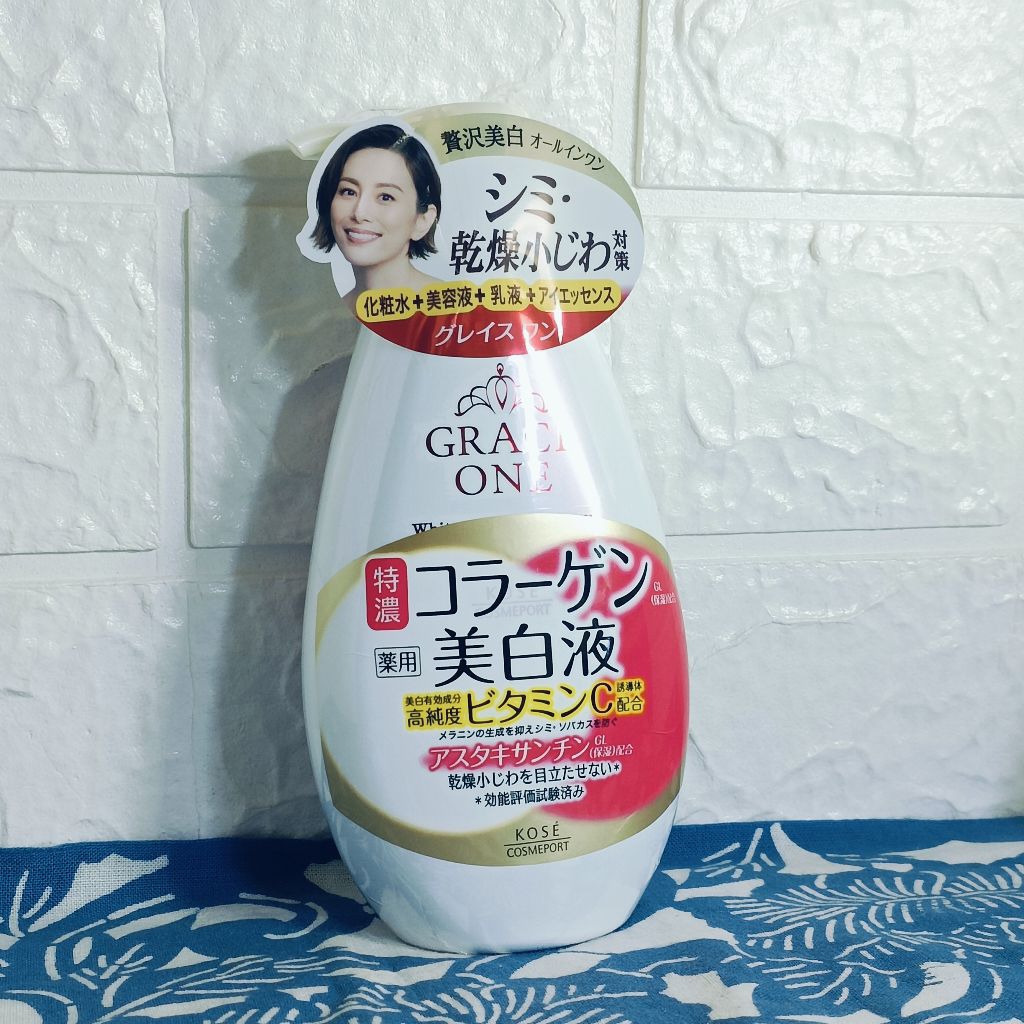 贅沢美白 オールインワン
シミ・
乾燥小じわ対策
化粧水+美容液+乳液+アイエッセンス
グレイス ワン
GRACE
ONE
特濃
コラーゲン
GL
(保湿)配合
薬用
美白液
美白有効成分
高純度ビタミンC誘導体配合
メラニンの生成を抑えシミ・ソバカスを防ぐ
アスタキサンチンGL(保湿)配合
乾燥小じわを目立たせない*
*効能評価試験済み
KOSÉ
COSMEPORT